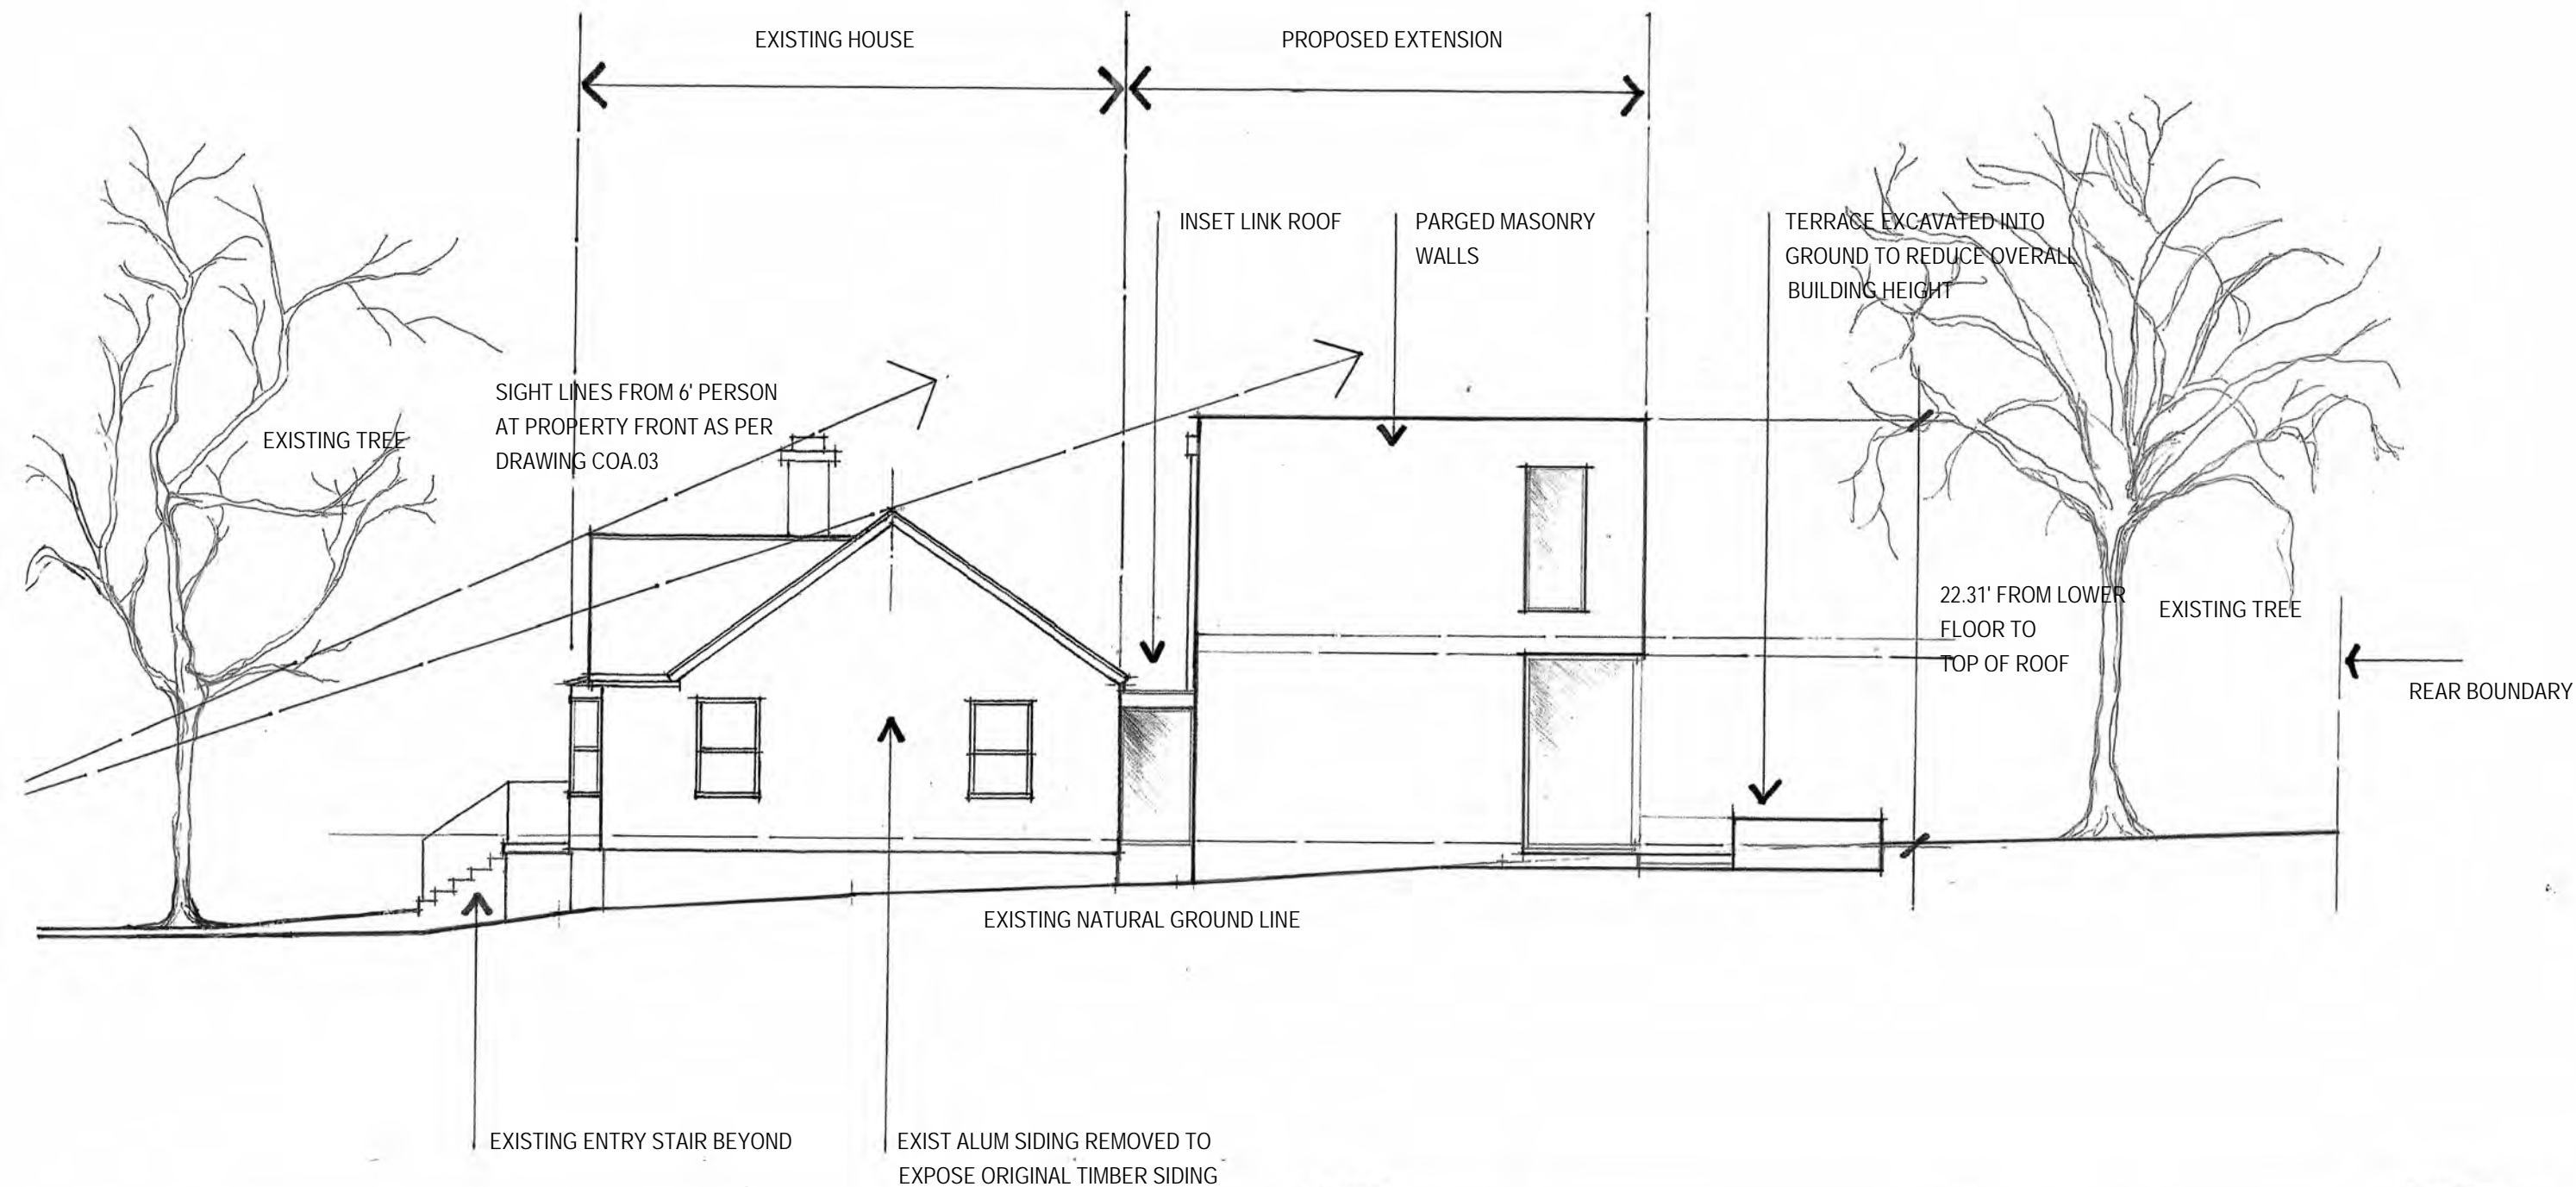 EXISTING HOUSE
PROPOSED EXTENSION
INSET LINK ROOF
PARGED MASONRY
WALLS
TERRACE EXCAVATED INTO
GROUND TO REDUCE OVERALL
BUILDING HEIGHT
SIGHT LINES FROM 6' PERSON
AT PROPERTY FRONT AS PER
DRAWING COA.03
EXISTING TREE
22.31' FROM LOWER
FLOOR TO
TOP OF ROOF
EXISTING TREE
REAR BOUNDARY
EXISTING NATURAL GROUND LINE
EXISTING ENTRY STAIR BEYOND
EXIST ALUM SIDING REMOVED TO
EXPOSE ORIGINAL TIMBER SIDING